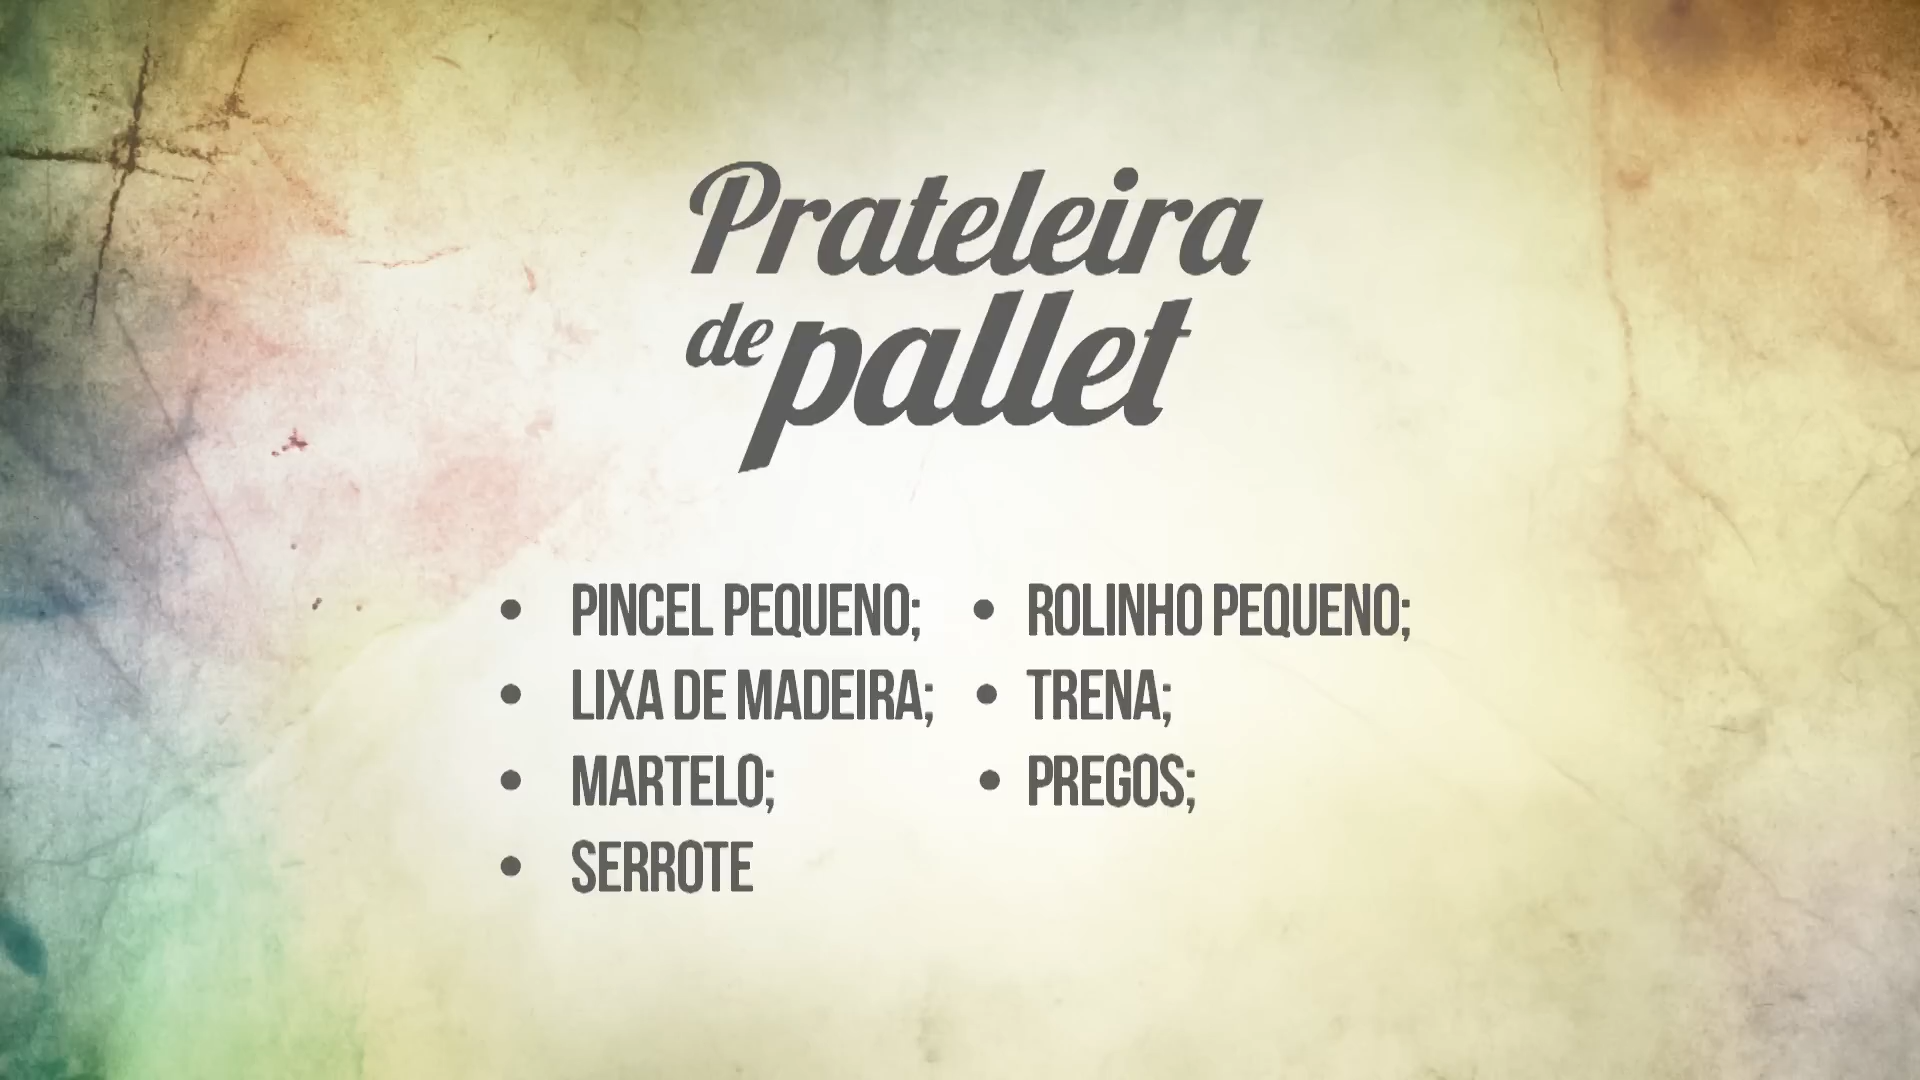 Prateleira
de pallet
• PINCEL PEQUENO;
• LIXA DE MADEIRA;
• MARTELO;
• SERROTE
• ROLINHO PEQUENO;
• TRENA;
• PREGOS;